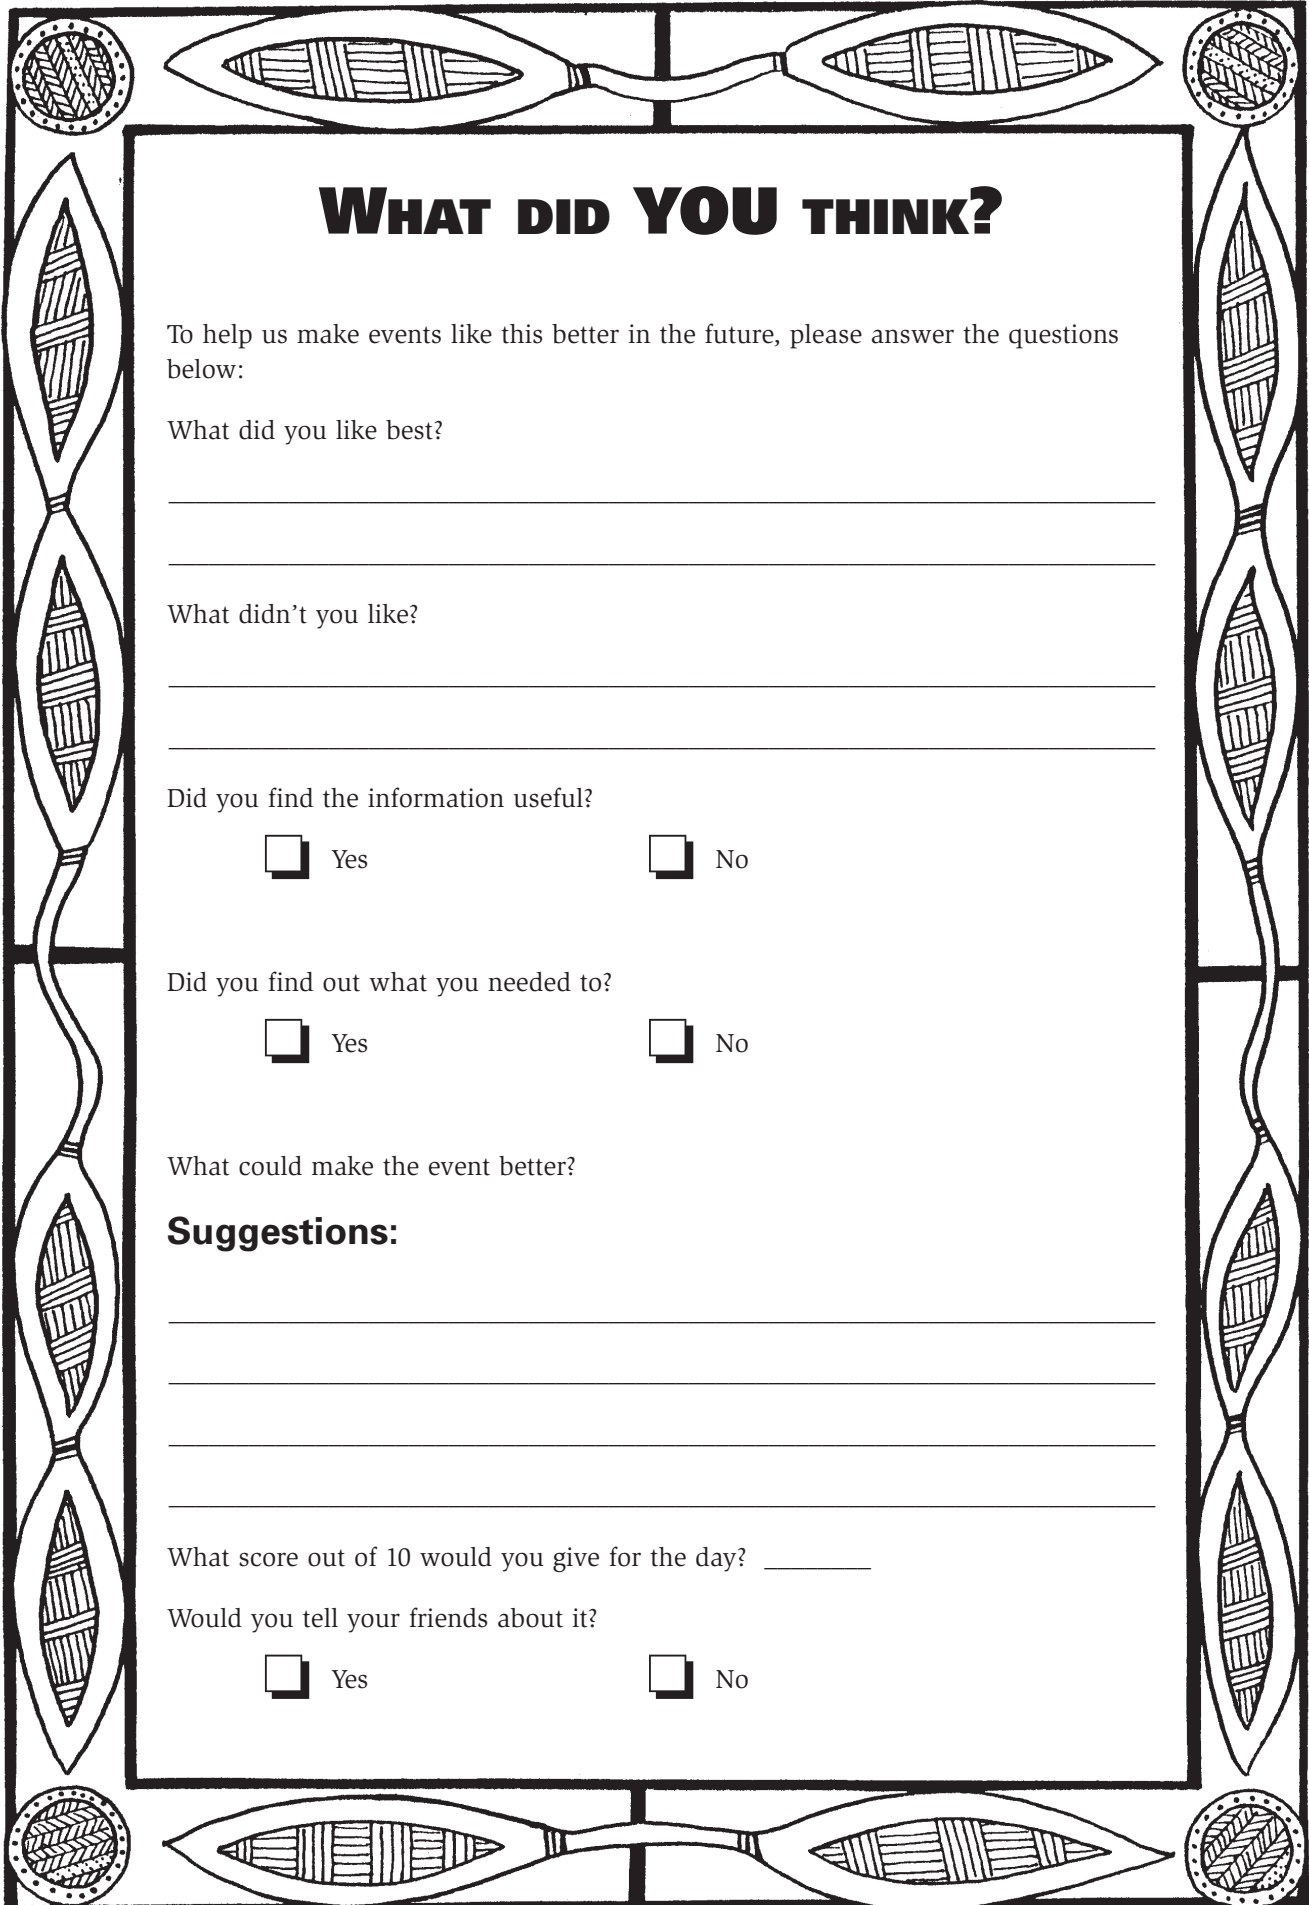 WHAT DID YOU THINK?
To help us make events like this better in the future, please answer the questions
below:
What did you like best?
What didn’t you like?
Did you find the information useful?
Yes No
Did you find out what you needed to?
Yes No
What could make the event better?
Suggestions:
What score out of 10 would you give for the day? ________
Would you tell your friends about it?
Yes No